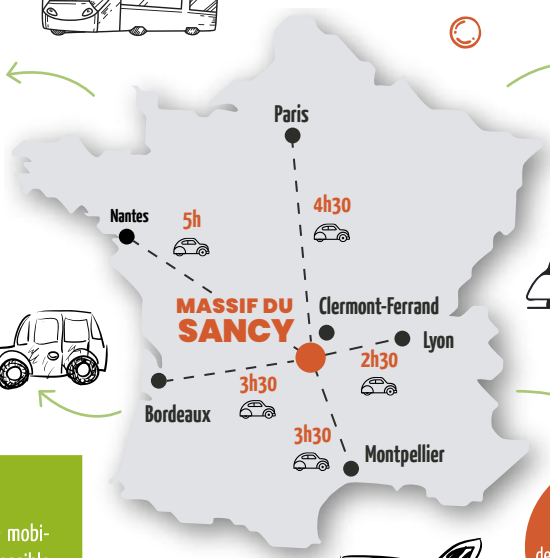 Paris
Nantes
5h
4h30
MASSIF DU
SANCY
Clermont-Ferrand
Lyon
2h30
3h30
Bordeaux
3h30
Montpellier
mobi-